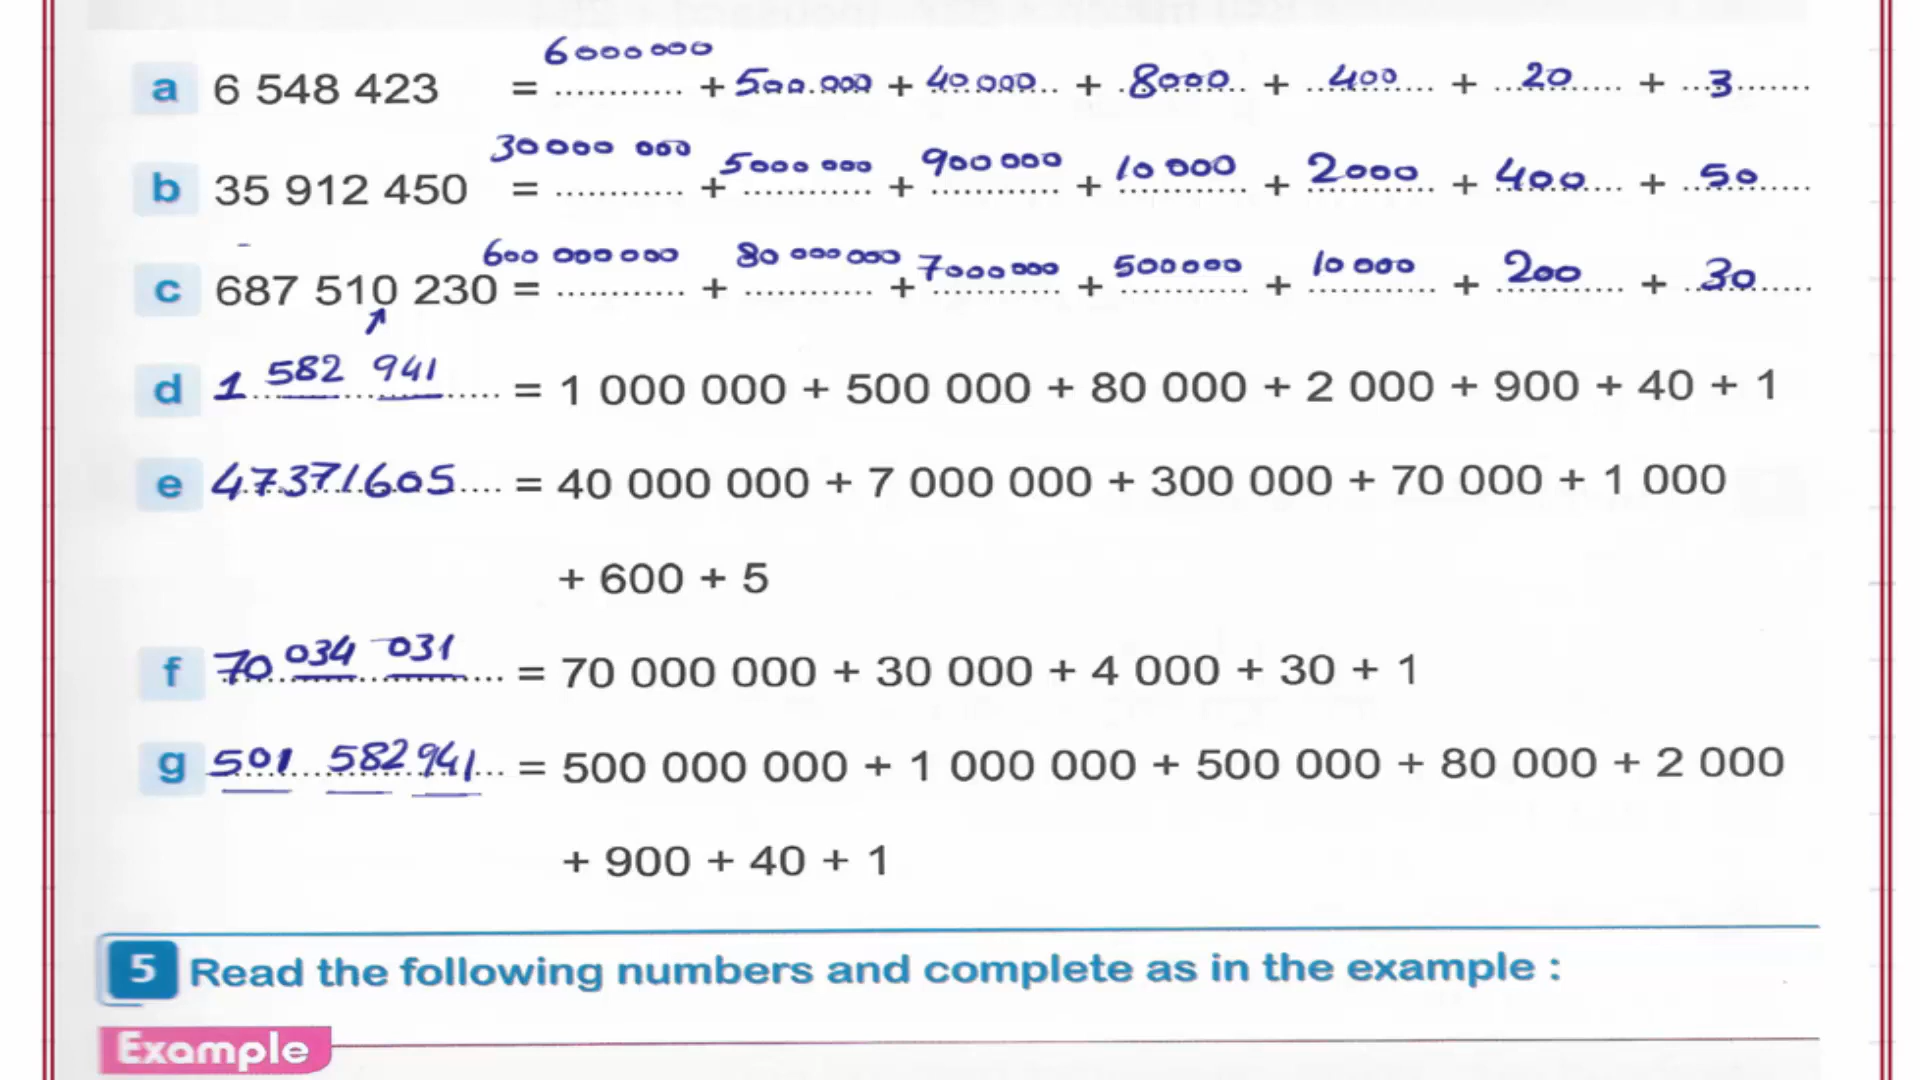 a 6 548 423 = 6000 000 + 500.000 + 40 000 + 8000 + 400 + 20 + 3
b 35 912 450 = 30000 000 + 5000 000 + 900 000 + 10 000 + 2000 + 400 + 50
c 687 510 230 = 600 000 000 + 80 000 000 + 7000 000 + 500000 + 10 000 + 200 + 30
d 1 582 941 = 1 000 000 + 500 000 + 80 000 + 2 000 + 900 + 40 + 1
e 47371605 = 40 000 000 + 7 000 000 + 300 000 + 70 000 + 1 000
+ 600 + 5
f 70 034 031 = 70 000 000 + 30 000 + 4 000 + 30 + 1
g 501 582 941 = 500 000 000 + 1 000 000 + 500 000 + 80 000 + 2 000
+ 900 + 40 + 1
5 Read the following numbers and complete as in the example :
Example